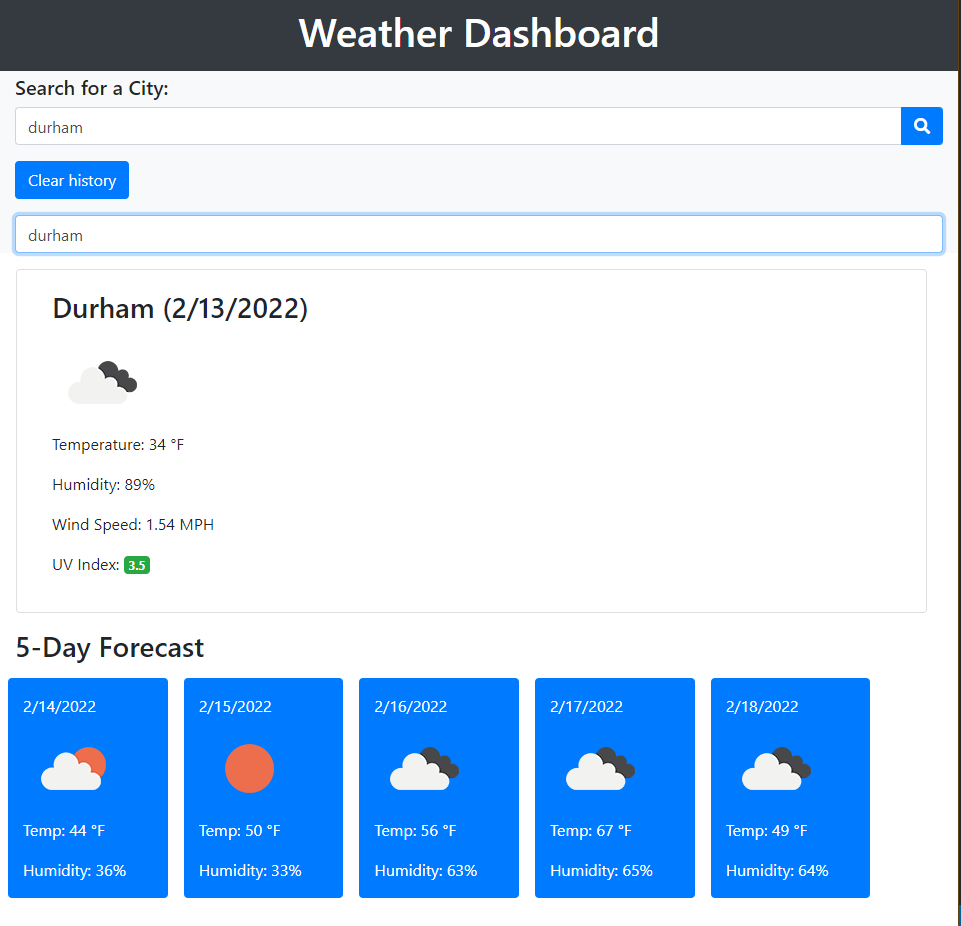 Weather Dashboard
Search for a City:
durham
Clear history
durham
Durham (2/13/2022)
Temperature: 34 °F
Humidity: 89%
Wind Speed: 1.54 MPH
UV Index: 3.5
5-Day Forecast
2/14/2022
Temp: 44 °F
Humidity: 36%
2/15/2022
Temp: 50 °F
Humidity: 33%
2/16/2022
Temp: 56 °F
Humidity: 63%
2/17/2022
Temp: 67 °F
Humidity: 65%
2/18/2022
Temp: 49 °F
Humidity: 64%